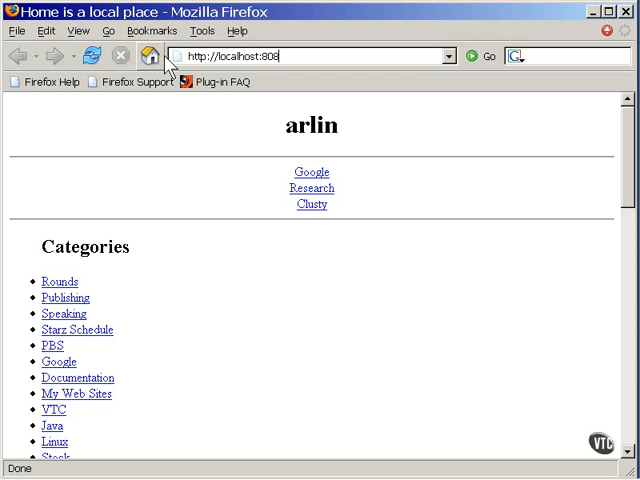 Home is a local place - Mozilla Firefox
File Edit View Go Bookmarks Tools Help
http://localhost:808 Go G
Firefox Help Firefox Support Plug-in FAQ
arlin
Google
Research
Clusty
Categories
Rounds
Publishing
Speaking
Starz Schedule
PBS
Google
Documentation
My Web Sites
VTC
Java
Linux
Stock
VTC
Done